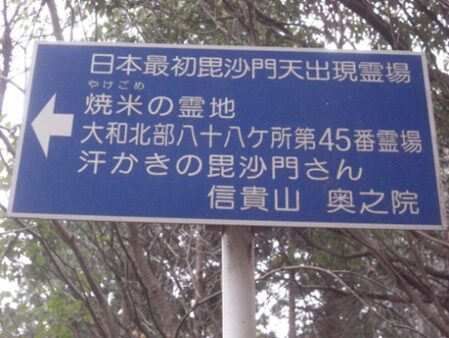 日本最初毘沙門天出現霊場
やけごめ
焼米の霊地
大和北部八十八ケ所第45番霊場
汗かきの毘沙門さん
信貴山 奥之院